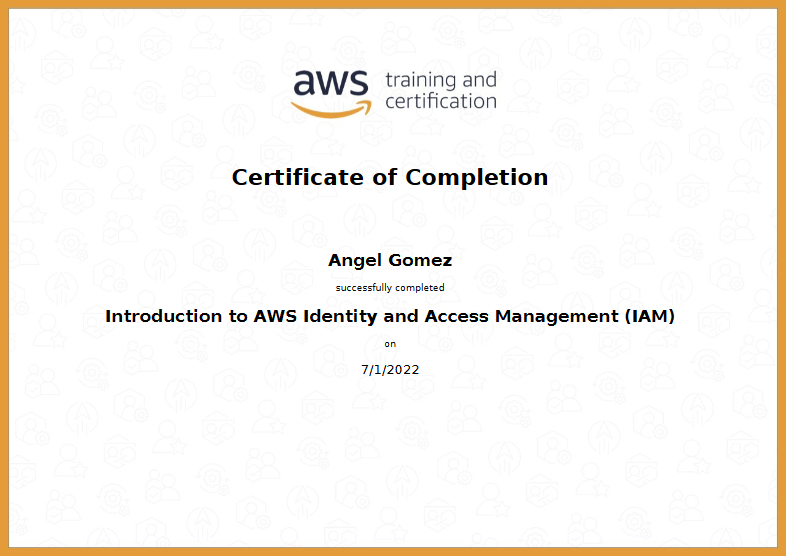 aws training and
certification
Certificate of Completion
Angel Gomez
successfully completed
Introduction to AWS Identity and Access Management (IAM)
on
7/1/2022